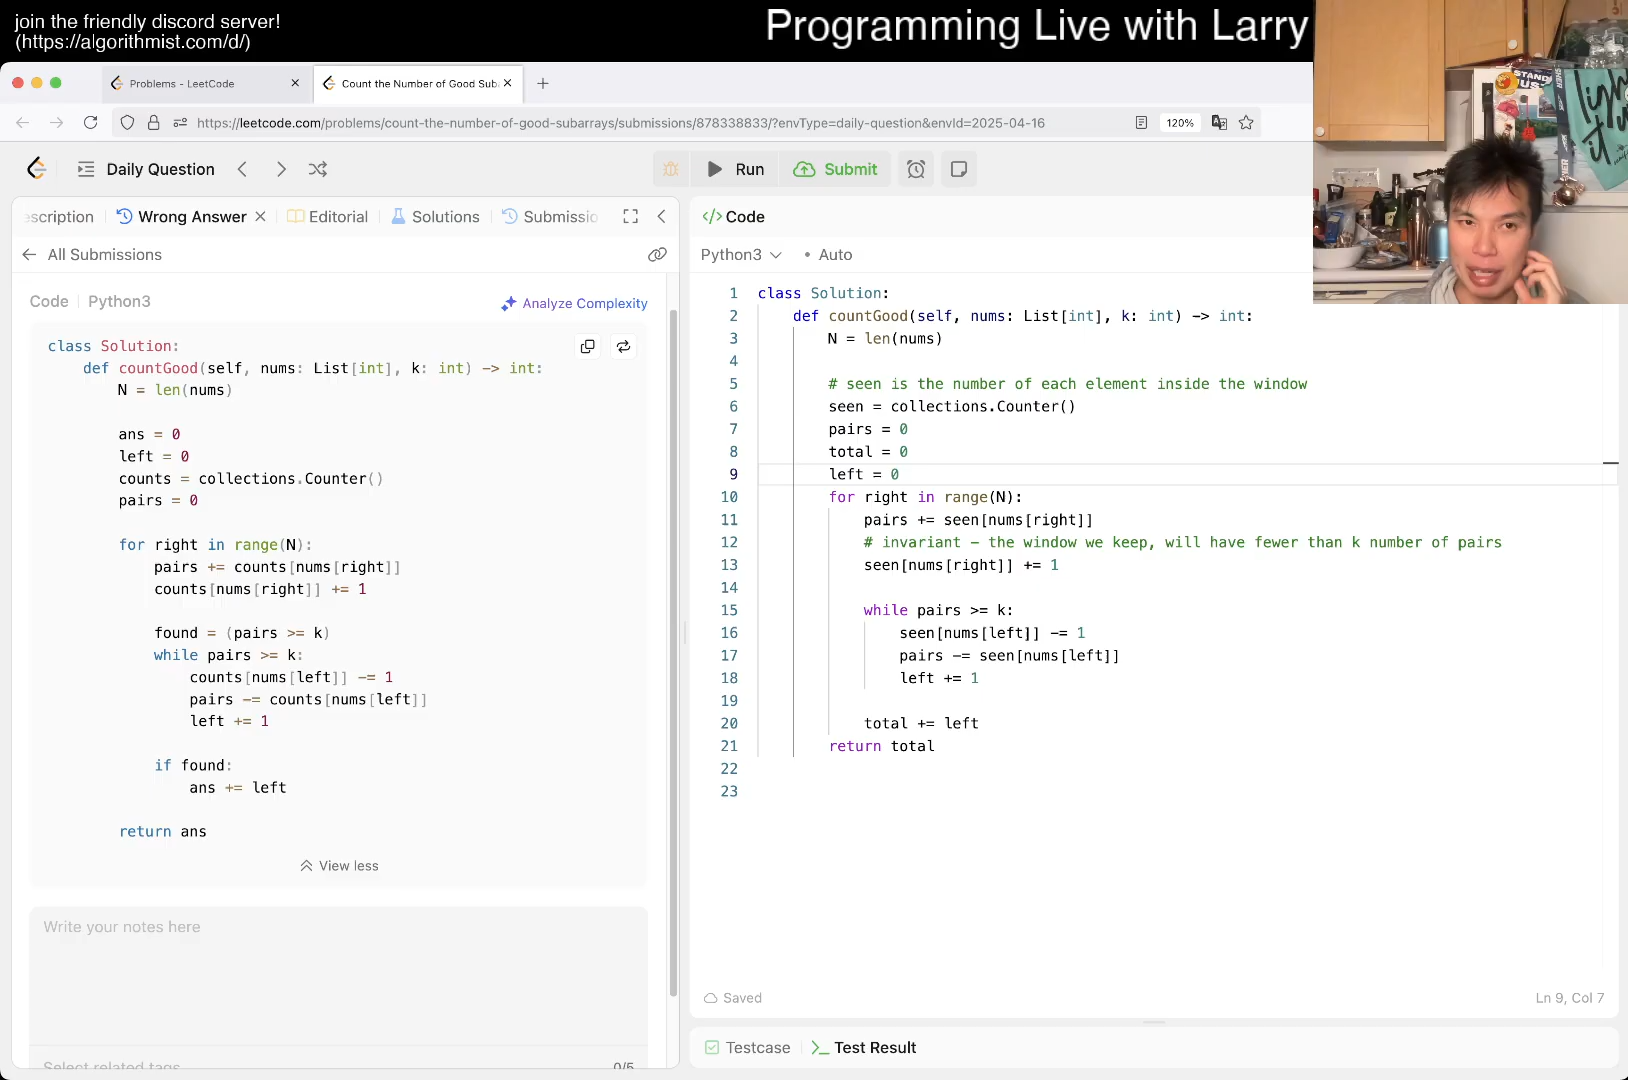 join the friendly discord server!
(https://algorithmist.com/d/)
Programming Live with Larry
Problems - LeetCode
Count the Number of Good Sub
https://leetcode.com/problems/count-the-number-of-good-subarrays/submissions/878338833/?envType=daily-question&envId=2025-04-16
120%
Daily Question
Run
Submit
escription
Wrong Answer
Editorial
Solutions
Submissio
All Submissions
Code | Python3
Analyze Complexity
class Solution:
def countGood(self, nums: List[int], k: int) -> int:
N = len(nums)
ans = 0
left = 0
counts = collections.Counter()
pairs = 0
for right in range(N):
pairs += counts[nums[right]]
counts[nums[right]] += 1
found = (pairs >= k)
while pairs >= k:
counts[nums[left]] -= 1
pairs -= counts[nums[left]]
left += 1
if found:
ans += left
return ans
View less
Write your notes here
Select related tags
0/5
</> Code
Python3
• Auto
1 class Solution:
2 def countGood(self, nums: List[int], k: int) -> int:
3 N = len(nums)
4
5 # seen is the number of each element inside the window
6 seen = collections.Counter()
7 pairs = 0
8 total = 0
9 left = 0
10 for right in range(N):
11 pairs += seen[nums[right]]
12 # invariant - the window we keep, will have fewer than k number of pairs
13 seen[nums[right]] += 1
14
15 while pairs >= k:
16 seen[nums[left]] -= 1
17 pairs -= seen[nums[left]]
18 left += 1
19
20 total += left
21 return total
22
23
Saved
Ln 9, Col 7
Testcase
Test Result